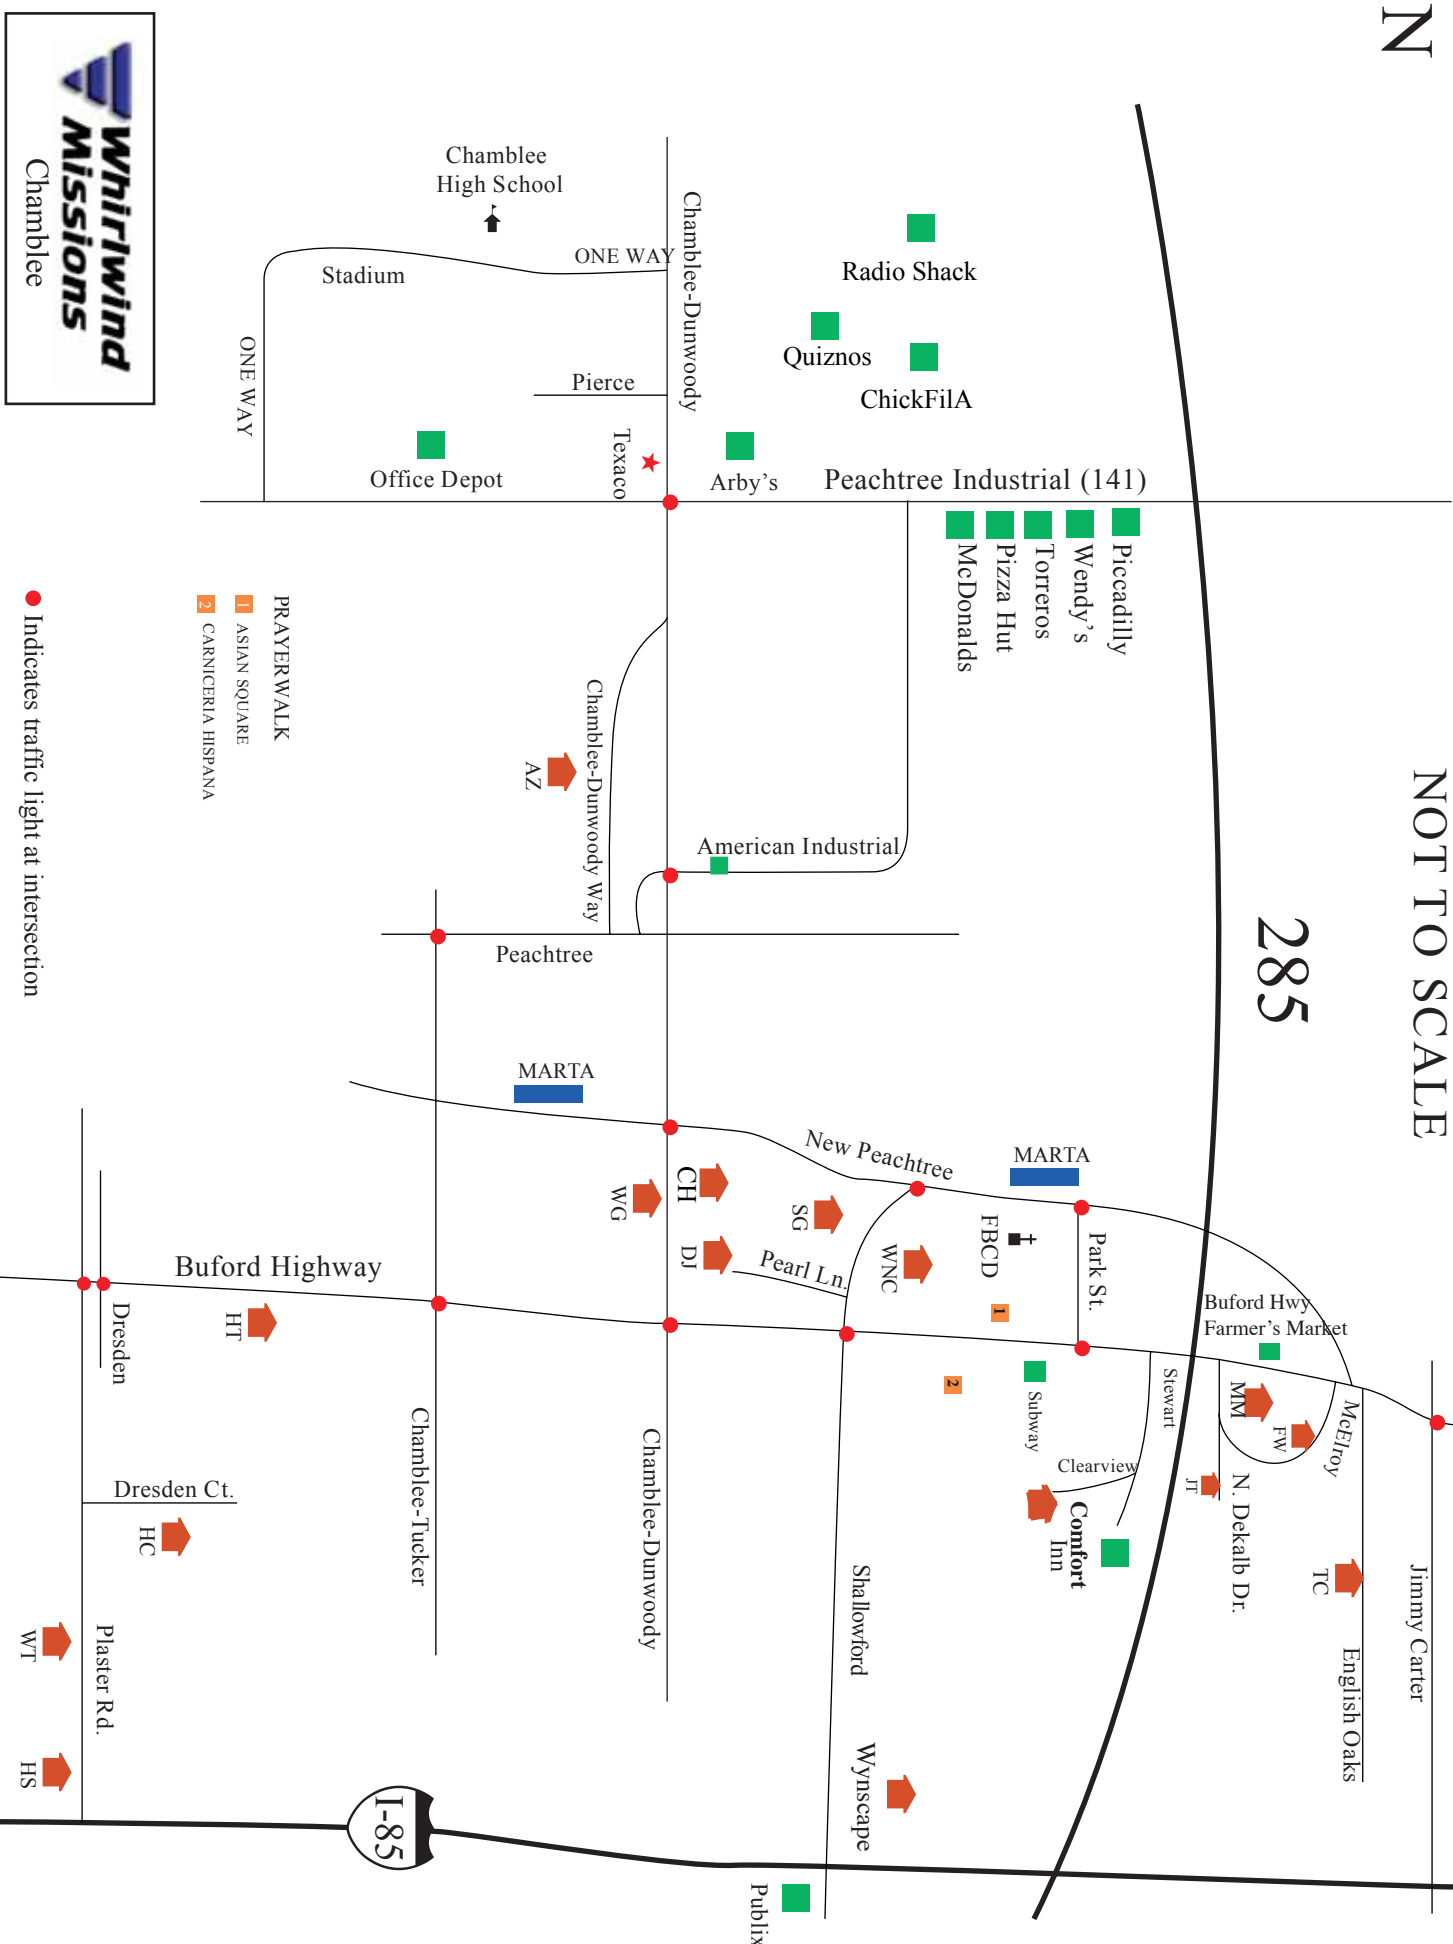 N
NOT TO SCALE
285
Whirlwind
Missions
Chamblee
Chamblee
High School
Stadium
ONE WAY
ONE WAY
Chamblee-Dunwoody
Pierce
Texaco
Office Depot
Arby's
Radio Shack
Quiznos
ChickFilA
Peachtree Industrial (141)
Piccadilly
Wendy's
Torreros
Pizza Hut
McDonalds
PRAYERWALK
1 ASIAN SQUARE
2 CARNICERIA HISPANA
Indicates traffic light at intersection
Chamblee-Dunwoody Way
AZ
American Industrial
Peachtree
MARTA
New Peachtree
MARTA
CH
WG
SG
DJ
Pearl Ln.
WNC
FBCD
Park St.
1
2
Buford Highway
HT
Dresden
Buford Hwy
Farmer's Market
MM
FW
McElroy
JT
N. Dekalb Dr.
Stewart
Subway
Clearview
Comfort
Inn
TC
English Oaks
Jimmy Carter
Dresden Ct.
HC
Chamblee-Tucker
Chamblee-Dunwoody
Shallowford
Wynscape
WT
Plaster Rd.
HS
I-85
Publix